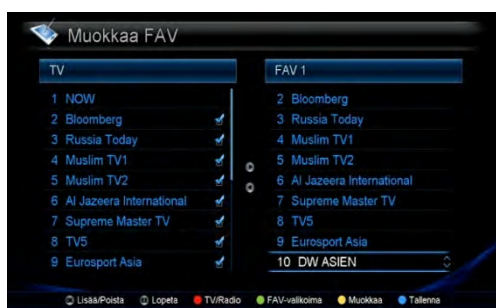 Muokkaa FAV
TV
1 NOW
2 Bloomberg
3 Russia Today
4 Muslim TV1
5 Muslim TV2
6 Al Jazeera International
7 Supreme Master TV
8 TV5
9 Eurosport Asia
FAV 1
2 Bloomberg
3 Russia Today
4 Muslim TV1
5 Muslim TV2
6 Al Jazeera International
7 Supreme Master TV
8 TV5
9 Eurosport Asia
10 DW ASIEN
Lisää/Poista Lopeta TV/Radio FAV-valikoima Muokkaa Tallenna